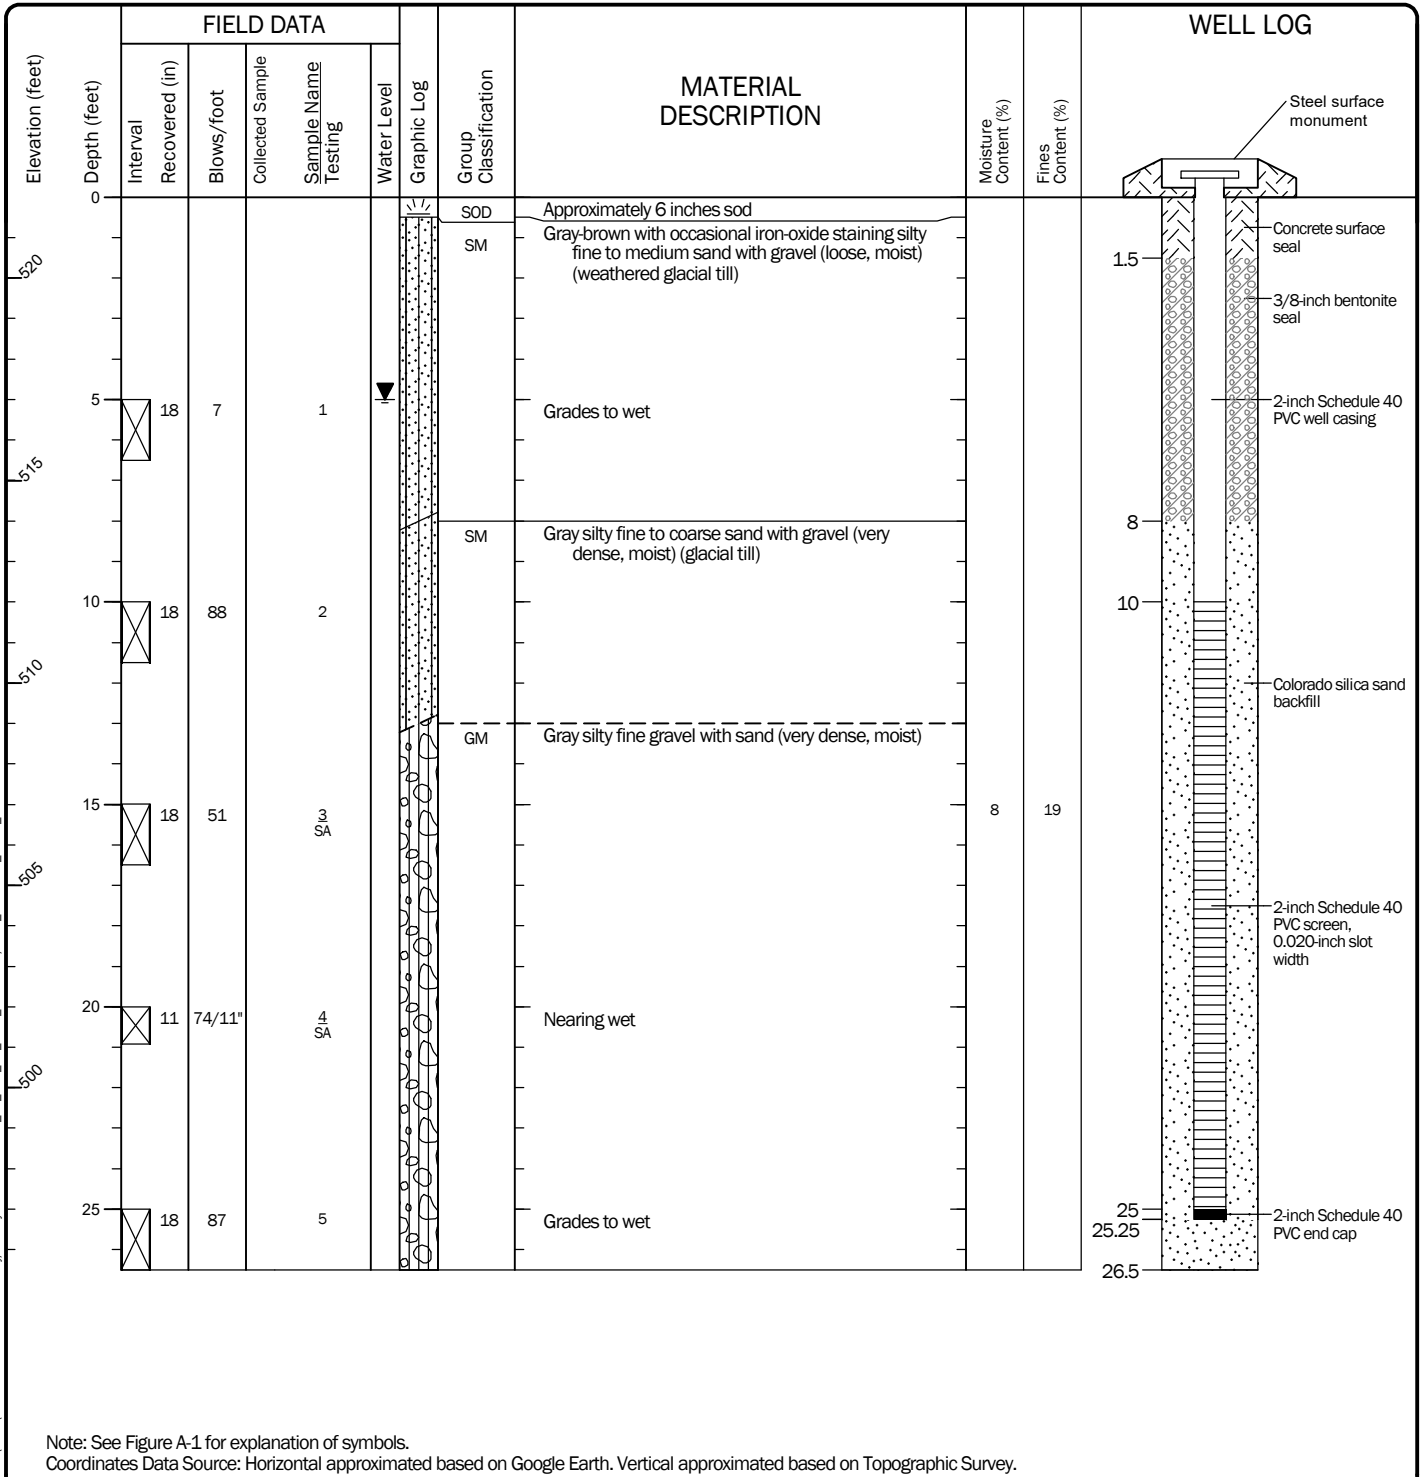 FIELD DATA
WELL LOG
Elevation (feet)
Depth (feet)
Interval
Recovered (in)
Blows/foot
Collected Sample
Sample Name
Testing
Water Level
Graphic Log
Group
Classification
MATERIAL
DESCRIPTION
Moisture
Content (%)
Fines
Content (%)
Steel surface
monument
0
SOD
Approximately 6 inches sod
SM
Gray-brown with occasional iron-oxide staining silty
fine to medium sand with gravel (loose, moist)
(weathered glacial till)
Concrete surface
seal
520
1.5
3/8-inch bentonite
seal
5
18
7
1
Grades to wet
2-inch Schedule 40
PVC well casing
515
8
SM
Gray silty fine to coarse sand with gravel (very
dense, moist) (glacial till)
10
18
88
2
10
510
Colorado silica sand
backfill
GM
Gray silty fine gravel with sand (very dense, moist)
15
18
51
3
SA
8
19
505
2-inch Schedule 40
PVC screen,
0.020-inch slot
width
20
11
74/11"
4
SA
Nearing wet
500
25
18
87
5
Grades to wet
25
25.25
2-inch Schedule 40
PVC end cap
26.5
Note: See Figure A-1 for explanation of symbols.
Coordinates Data Source: Horizontal approximated based on Google Earth. Vertical approximated based on Topographic Survey.